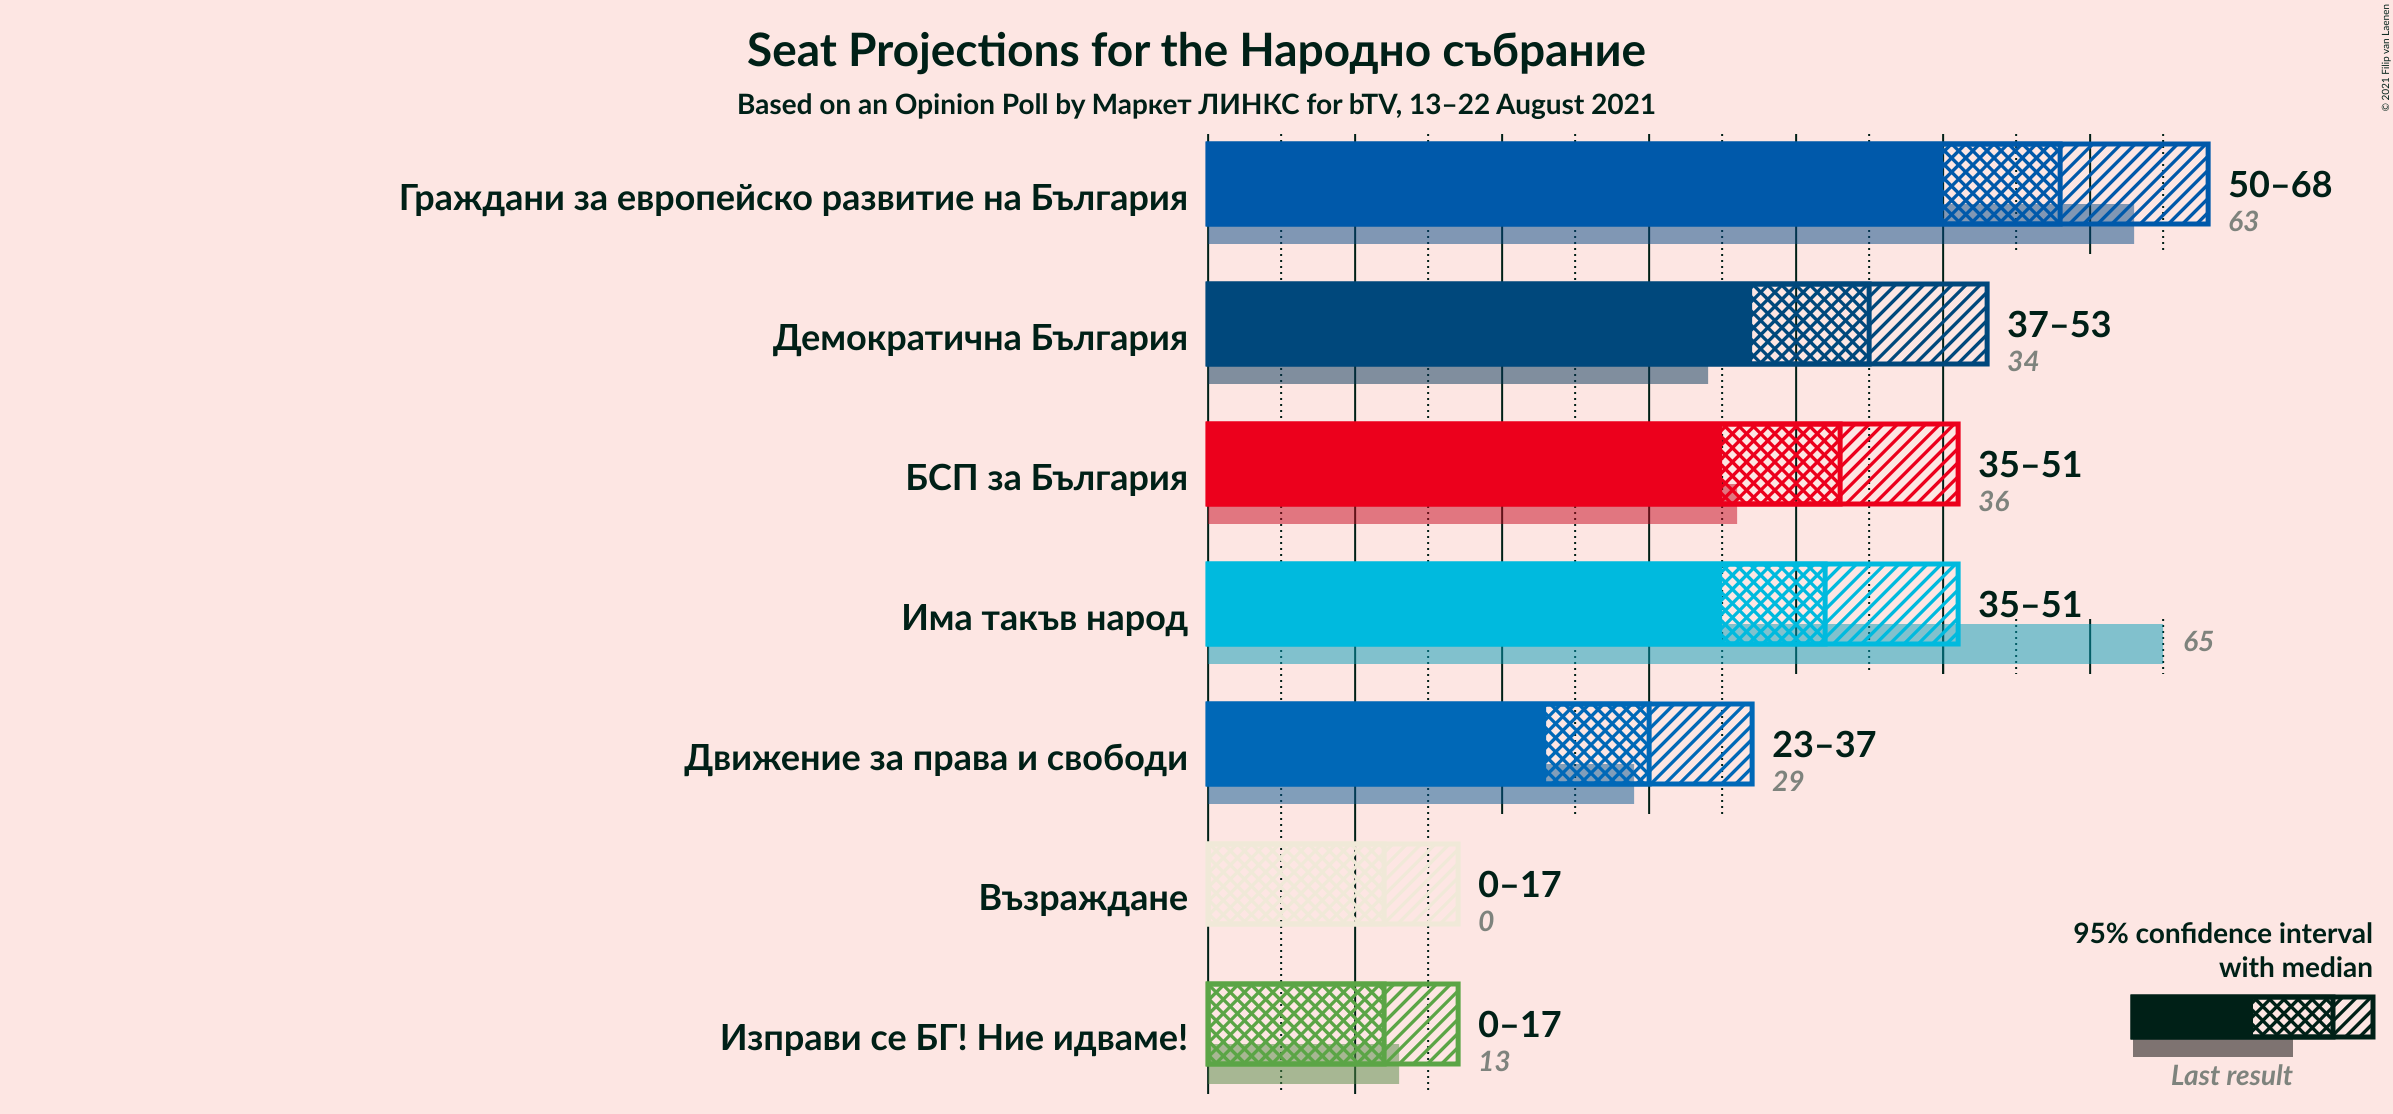 Seat Projections for the Народно събрание
Based on an Opinion Poll by Маркет ЛИНКС for bTV, 13–22 August 2021
© 2021 Filip van Laenen
Граждани за европейско развитие на България
50–68
63
Демократична България
37–53
34
БСП за България
35–51
36
Има такъв народ
35–51
65
Движение за права и свободи
23–37
29
Възраждане
0–17
0
Изправи се БГ! Ние идваме!
0–17
13
95% confidence interval
with median
Last result